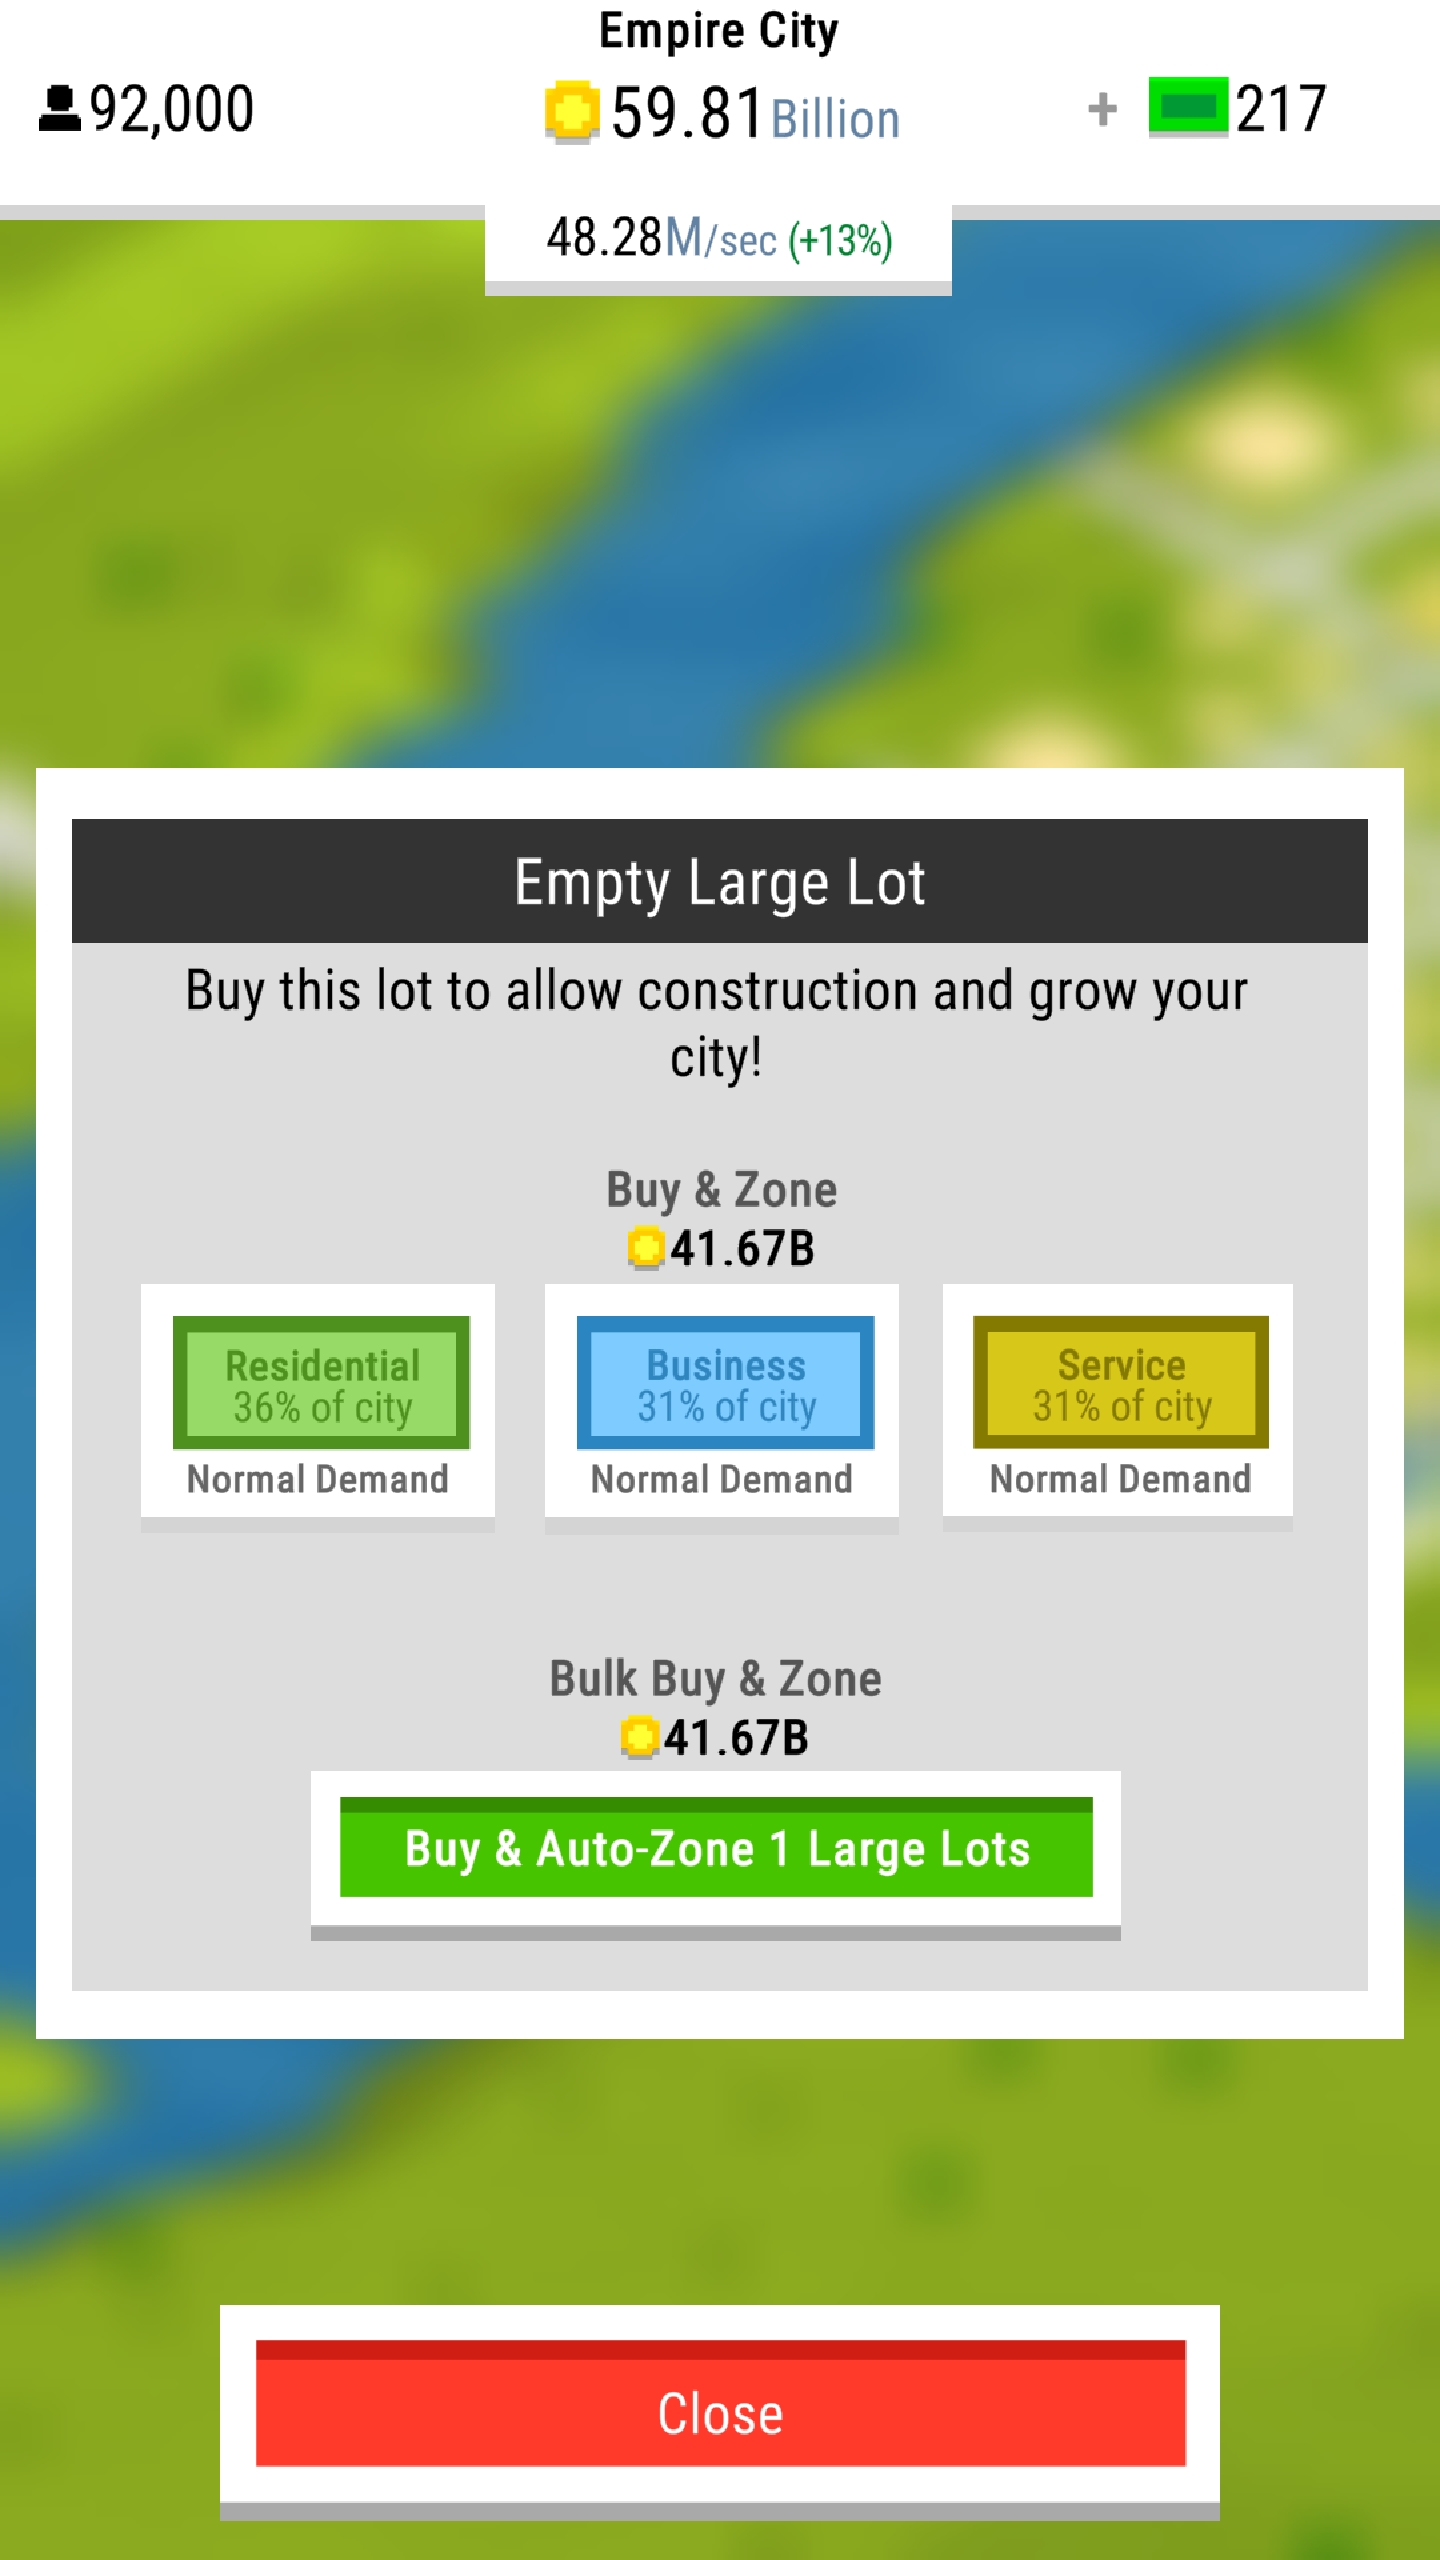 Empire City
92,000
59.81 Billion
+ 217
48.28M/sec (+13%)
Empty Large Lot
Buy this lot to allow construction and grow your
city!
Buy & Zone
41.67B
Residential
36% of city
Normal Demand
Business
31% of city
Normal Demand
Service
31% of city
Normal Demand
Bulk Buy & Zone
41.67B
Buy & Auto-Zone 1 Large Lots
Close